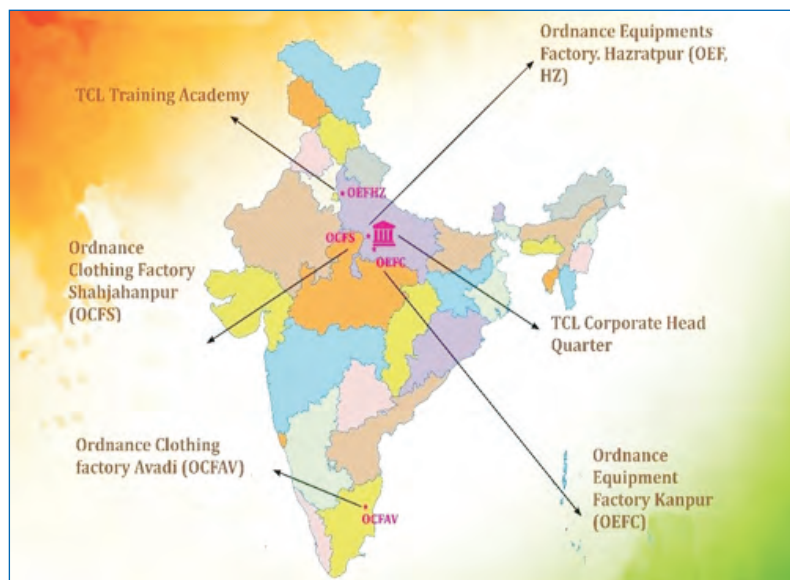 Ordnance Equipments
Factory. Hazratpur (OEF,
HZ)
TCL Training Academy
OEFHZ
OCFS
OEFC
Ordnance
Clothing Factory
Shahjahanpur
(OCFS)
TCL Corporate Head
Quarter
Ordnance Clothing
factory Avadi (OCFAV)
OCFAV
Ordnance
Equipment
Factory Kanpur
(OEFC)